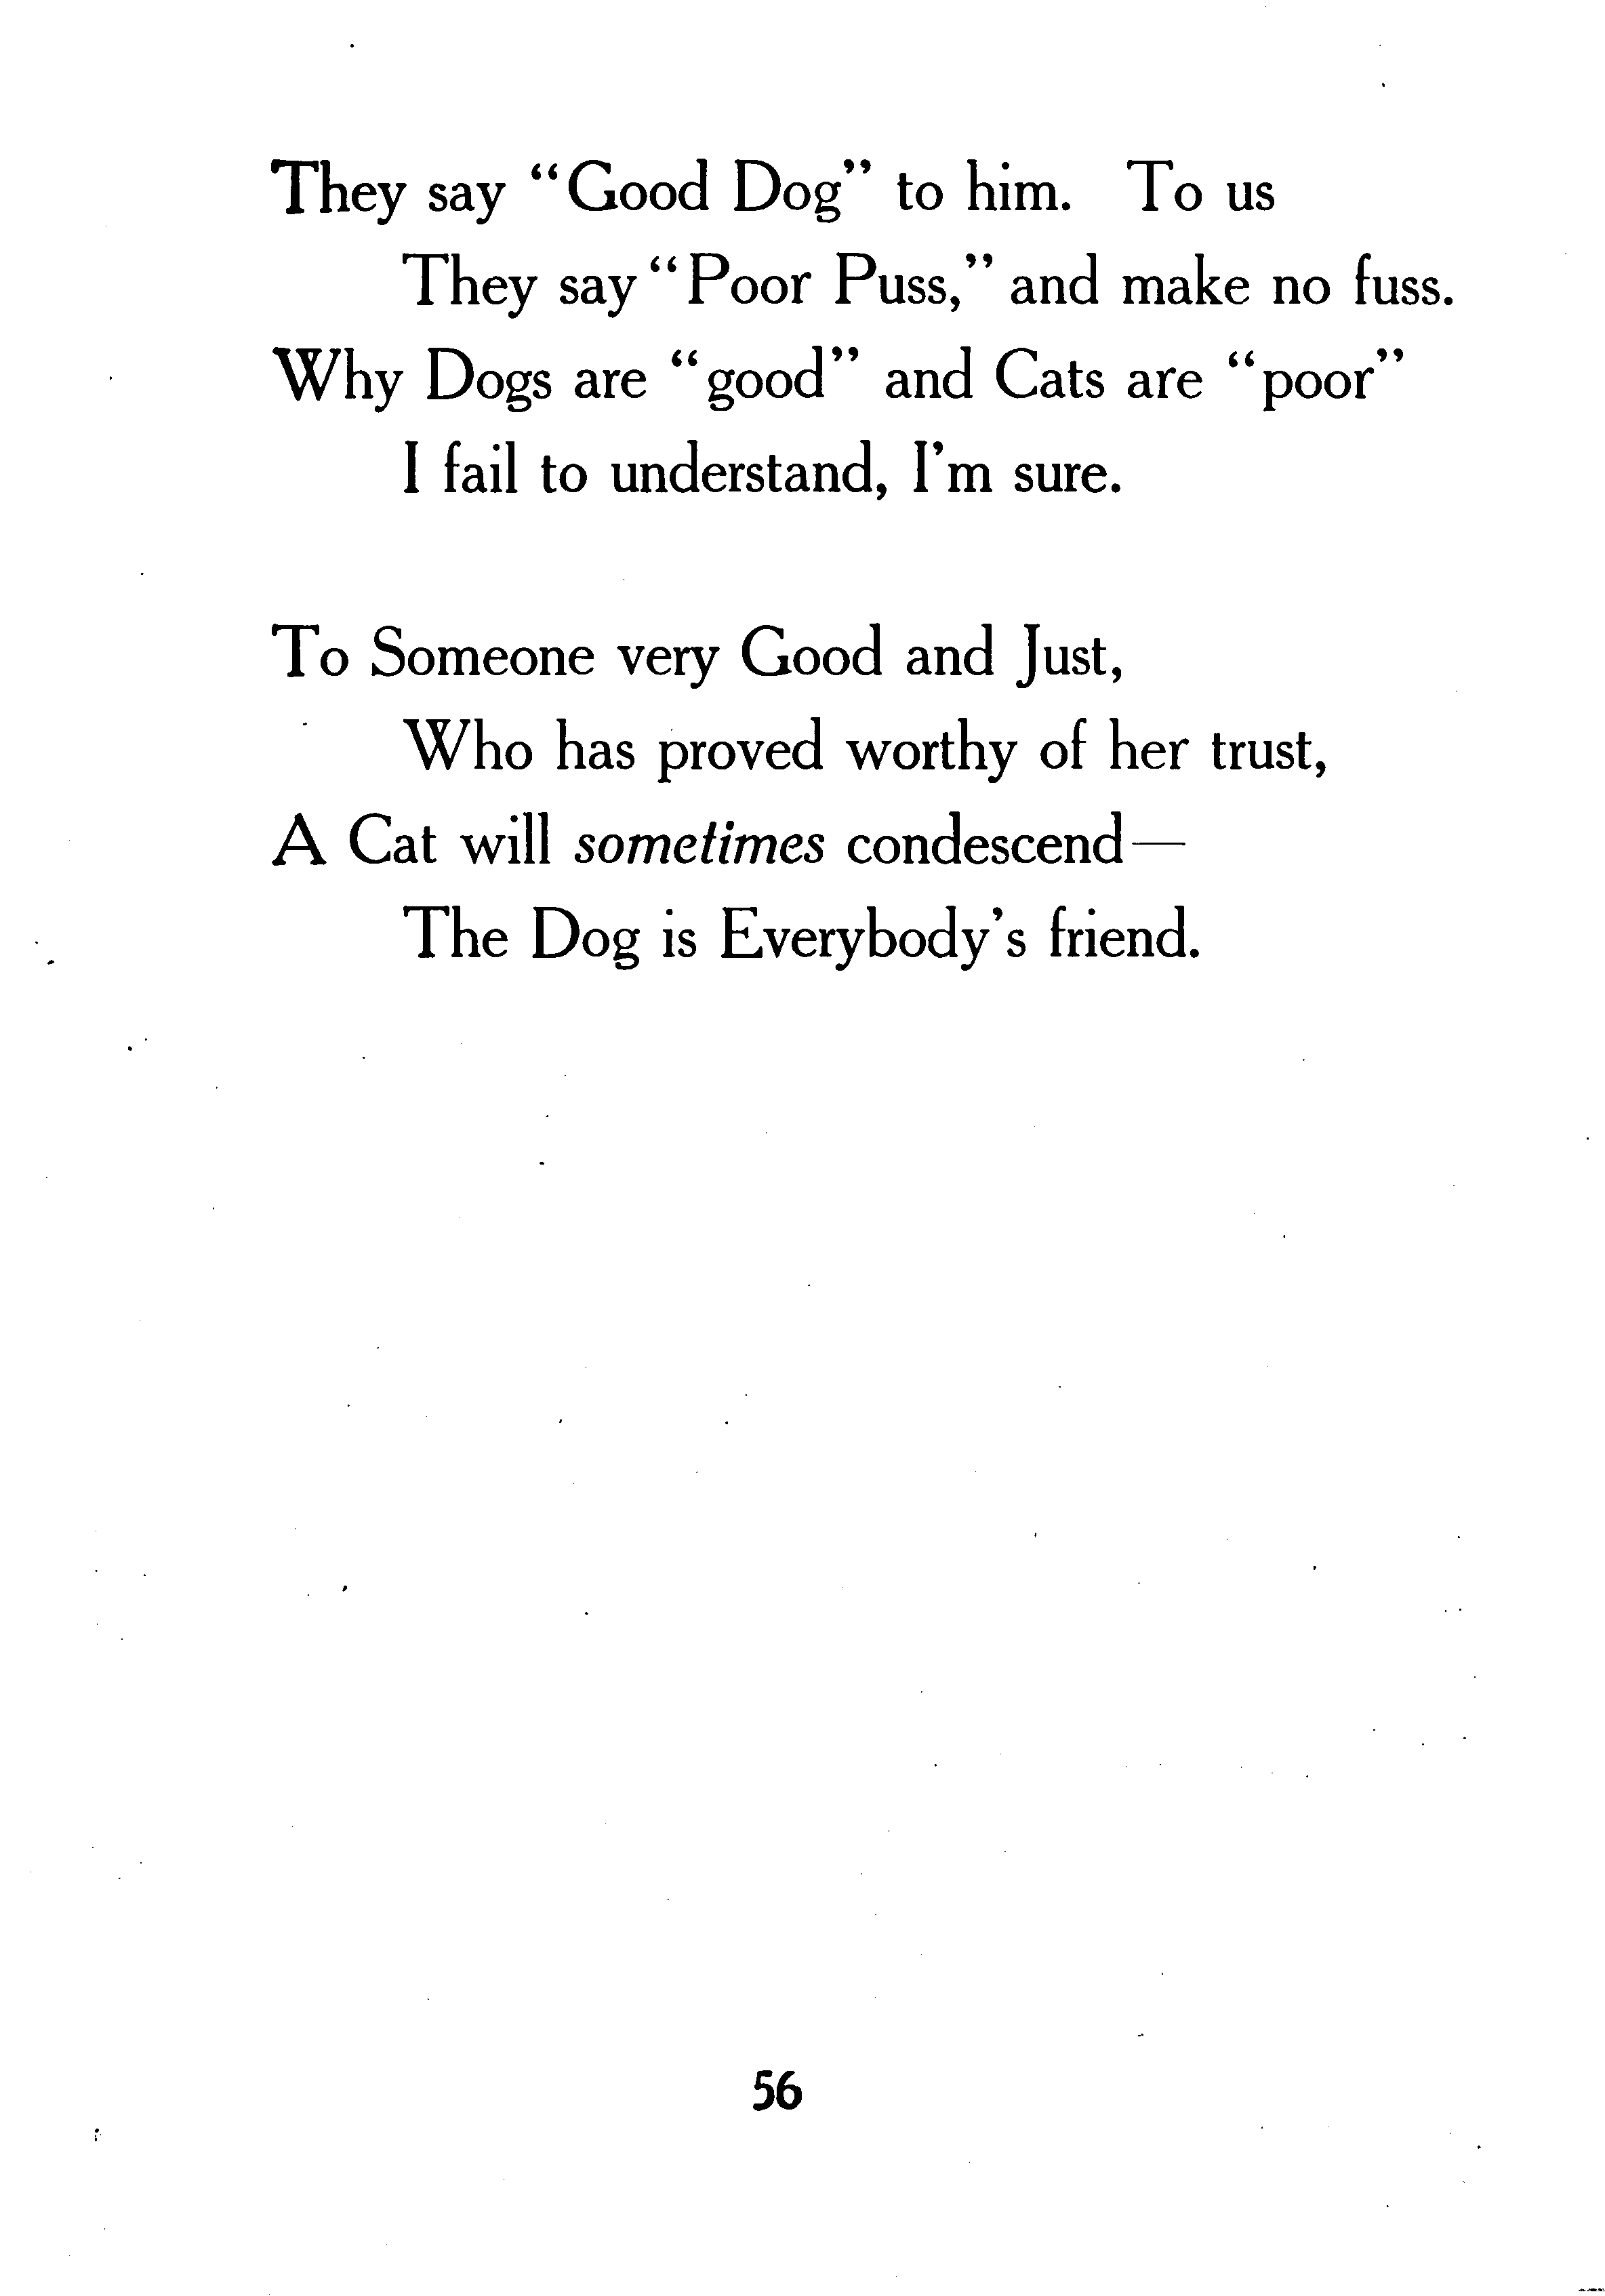 They say “Good Dog” to him. To us
They say “Poor Puss,” and make no fuss.
Why Dogs are “good” and Cats are “poor”
I fail to understand, I’m sure.
To Someone very Good and Just,
Who has proved worthy of her trust,
A Cat will sometimes condescend—
The Dog is Everybody’s friend.
56